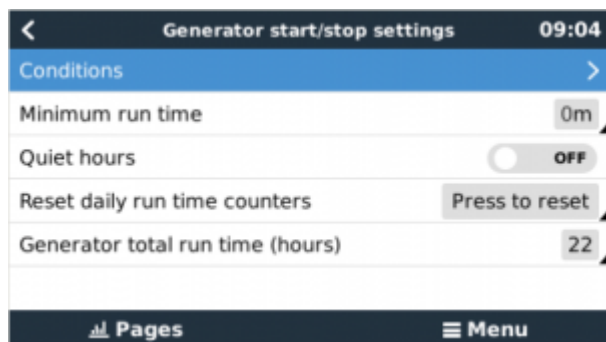 Generator start/stop settings 09:04
Conditions
Minimum run time 0m
Quiet hours OFF
Reset daily run time counters Press to reset
Generator total run time (hours) 22
Pages Menu